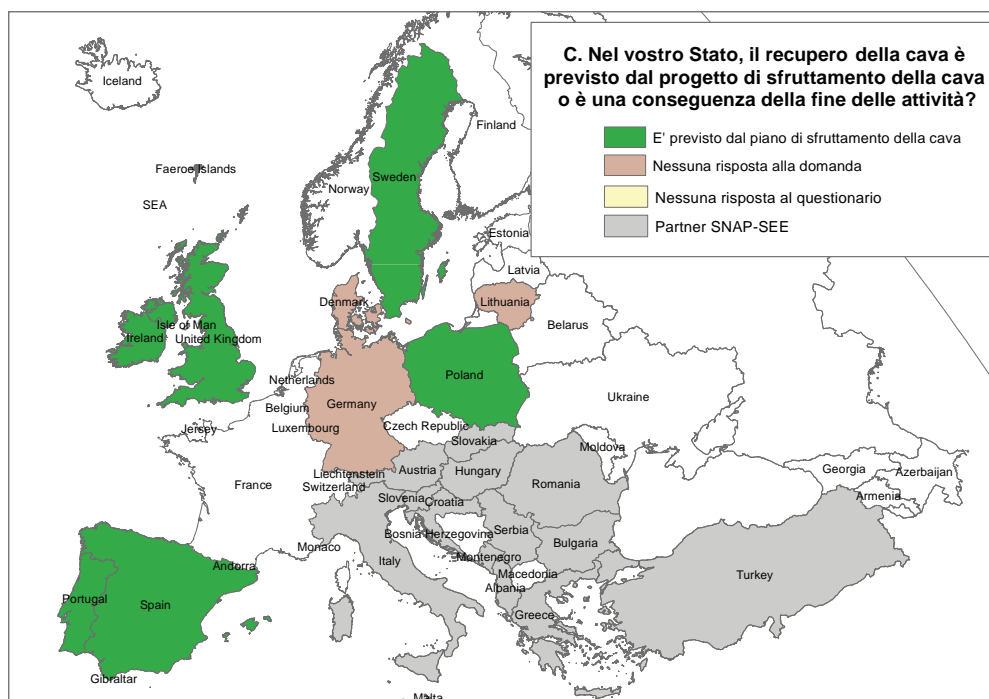 C. Nel vostro Stato, il recupero della cava è
previsto dal progetto di sfruttamento della cava
o è una conseguenza della fine delle attività?
E' previsto dal piano di sfruttamento della cava
Nessuna risposta alla domanda
Nessuna risposta al questionario
Partner SNAP-SEE
Iceland
Finland
Faeroe Islands
Sweden
Norway
SEA
Estonia
Latvia
Denmark
Lithuania
Isle of Man
Belarus
Ireland
United Kingdom
Poland
Netherlands
Ukraine
Germany
Belgium
Czech Republic
Jersey
Luxembourg
Slovakia
Moldova
Liechtenstein
Austria
Hungary
Georgia
Azerbaijan
France
Switzerland
Romania
Slovenia
Croatia
Armenia
Serbia
Bosnia Herzegovina
Bulgaria
Monaco
Montenegro
Italy
Andorra
Macedonia
Turkey
Albania
Portugal
Spain
Greece
Gibraltar
Malta